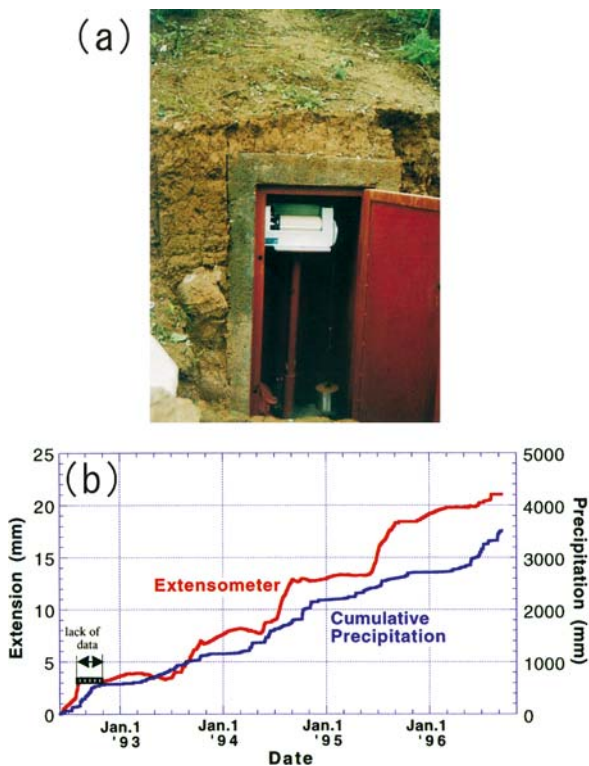 (a)
(b)
25
20
15
10
5
0
Extension (mm)
5000
4000
3000
2000
1000
0
Precipitation (mm)
Extensometer
Cumulative
Precipitation
lack of
data
Jan.1
'93
Jan.1
'94
Jan.1
'95
Jan.1
'96
Date